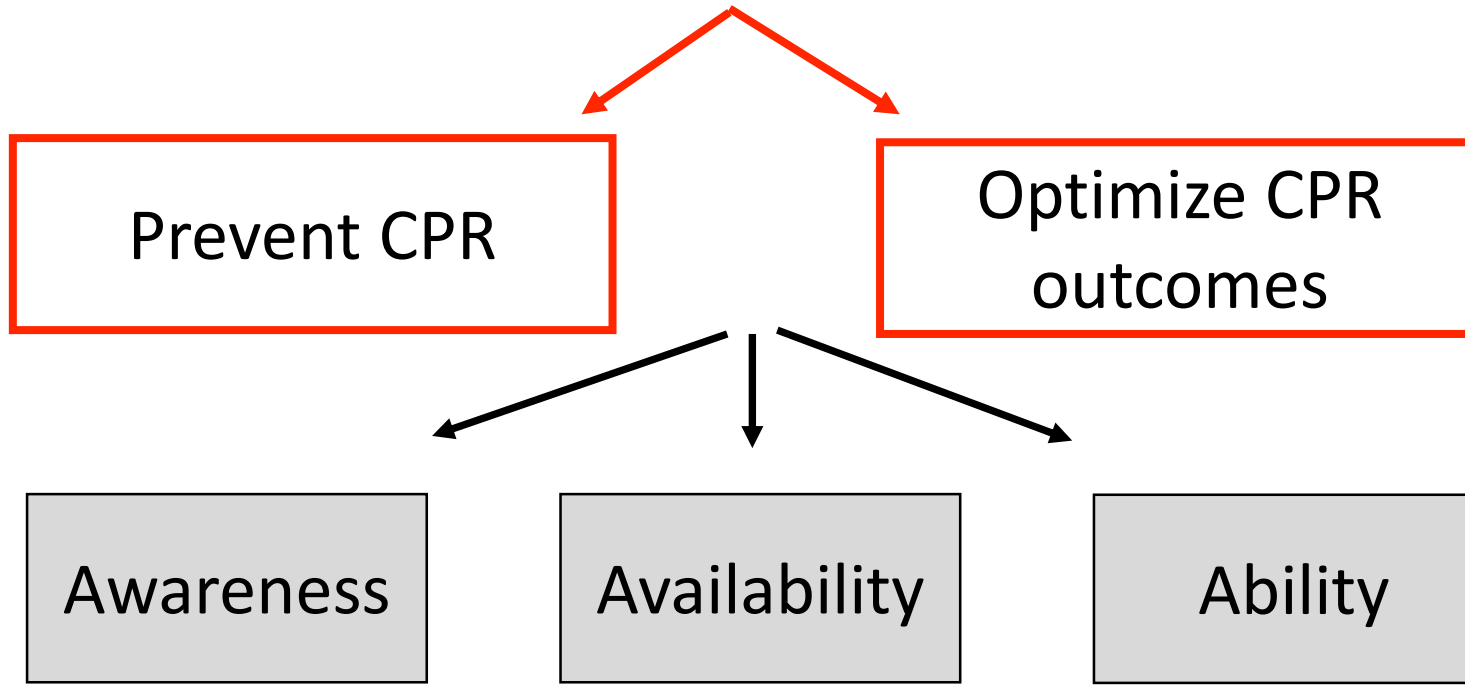 Prevent CPR
Optimize CPR
outcomes
Awareness
Availability
Ability